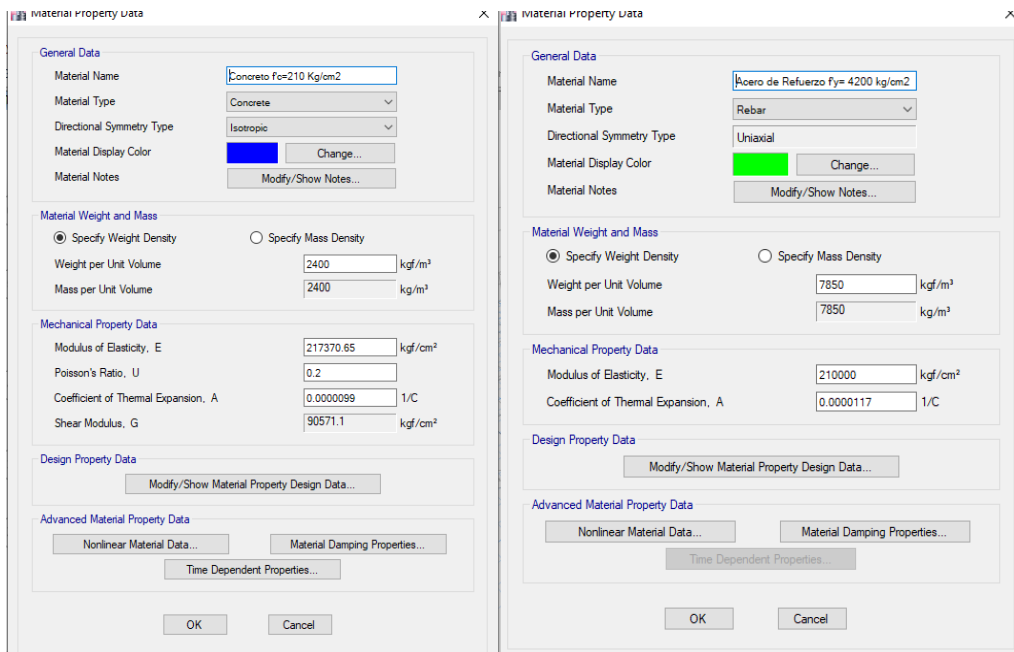 Material Property Data
General Data
Material Name Concreto f'c=210 Kg/cm2
Material Type Concrete
Directional Symmetry Type Isotropic
Material Display Color Change...
Material Notes Modify/Show Notes...
Material Weight and Mass
Specify Weight Density Specify Mass Density
Weight per Unit Volume 2400 kgf/m³
Mass per Unit Volume 2400 kg/m³
Mechanical Property Data
Modulus of Elasticity, E 217370.65 kgf/cm²
Poisson's Ratio, U 0.2
Coefficient of Thermal Expansion, A 0.0000099 1/C
Shear Modulus, G 90571.1 kgf/cm²
Design Property Data
Modify/Show Material Property Design Data...
Advanced Material Property Data
Nonlinear Material Data... Material Damping Properties...
Time Dependent Properties...
OK Cancel
Material Property Data
General Data
Material Name Acero de Refuerzo f'y= 4200 kg/cm2
Material Type Rebar
Directional Symmetry Type Uniaxial
Material Display Color Change...
Material Notes Modify/Show Notes...
Material Weight and Mass
Specify Weight Density Specify Mass Density
Weight per Unit Volume 7850 kgf/m³
Mass per Unit Volume 7850 kg/m³
Mechanical Property Data
Modulus of Elasticity, E 210000 kgf/cm²
Coefficient of Thermal Expansion, A 0.0000117 1/C
Design Property Data
Modify/Show Material Property Design Data...
Advanced Material Property Data
Nonlinear Material Data... Material Damping Properties...
Time Dependent Properties...
OK Cancel